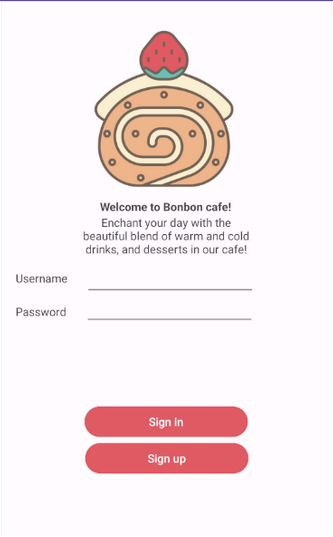 Welcome to Bonbon cafe!
Enchant your day with the
beautiful blend of warm and cold
drinks, and desserts in our cafe!
Username
Password
Sign in
Sign up